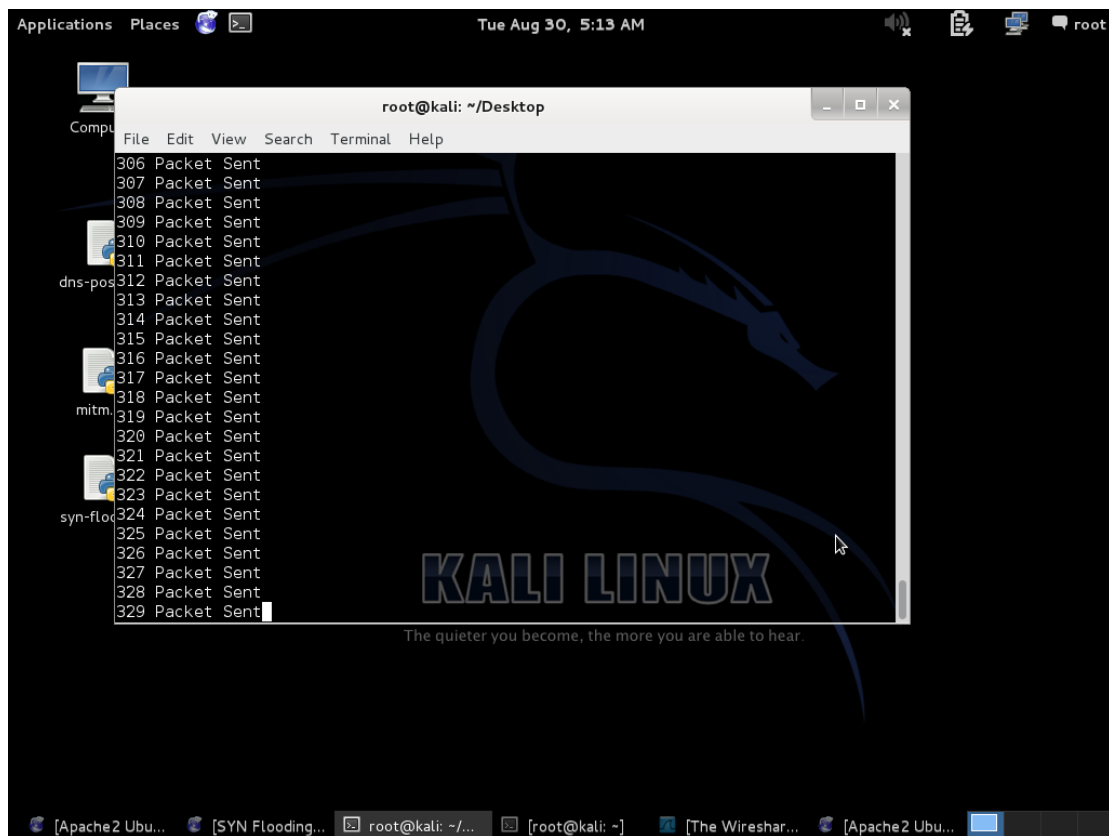 Applications Places Tue Aug 30, 5:13 AM root
root@kali: ~/Desktop
File Edit View Search Terminal Help
306 Packet Sent
307 Packet Sent
308 Packet Sent
309 Packet Sent
310 Packet Sent
311 Packet Sent
312 Packet Sent
313 Packet Sent
314 Packet Sent
315 Packet Sent
316 Packet Sent
317 Packet Sent
318 Packet Sent
319 Packet Sent
320 Packet Sent
321 Packet Sent
322 Packet Sent
323 Packet Sent
324 Packet Sent
325 Packet Sent
326 Packet Sent
327 Packet Sent
328 Packet Sent
329 Packet Sent
Compu
dns-pos
mitm.
syn-floo
KALI LINUX
The quieter you become, the more you are able to hear.
[Apache2 Ubu... [SYN Flooding... root@kali: ~/... [root@kali: ~] [The Wireshar... [Apache2 Ubu...